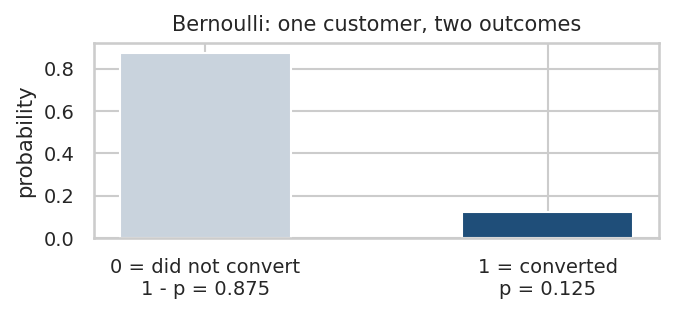 Bernoulli: one customer, two outcomes
probability
0.8
0.6
0.4
0.2
0.0
0 = did not convert
1 - p = 0.875
1 = converted
p = 0.125